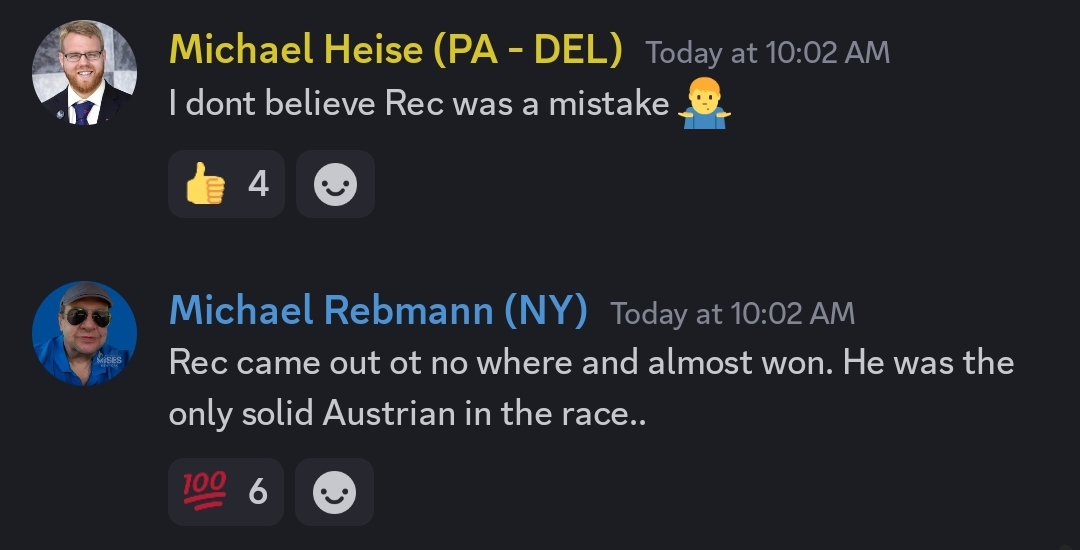 Michael Heise (PA - DEL) Today at 10:02 AM
I dont believe Rec was a mistake 🤷‍♂️
👍 4
Michael Rebmann (NY) Today at 10:02 AM
Rec came out ot no where and almost won. He was the
only solid Austrian in the race..
💯 6
MISES